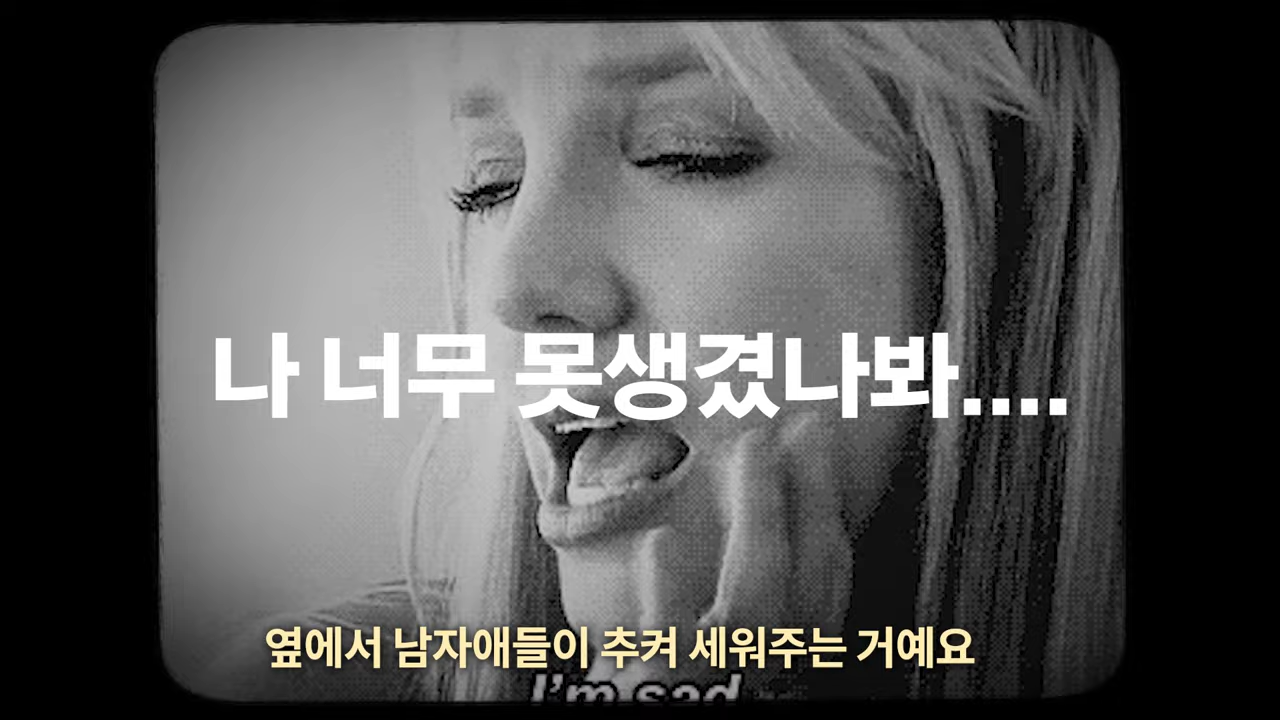 나 너무 못생겼나봐....
옆에서 남자애들이 추켜 세워주는 거예요
I'm sad